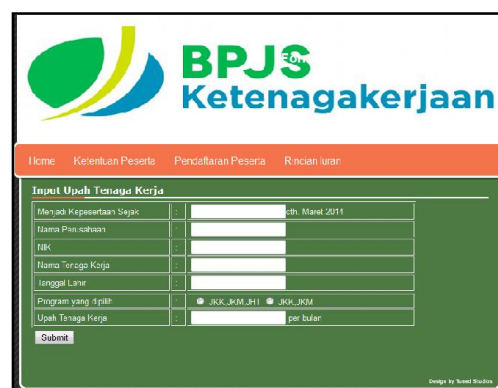 BPJS
Ketenagakerjaan
Home Ketentuan Peserta Pendaftaran Peserta Rincian Iuran
Input Upah Tenaga Kerja
Menjadi Kepesertaan Sejak : cth. Maret 2011
Nama Perusahaan :
NIK :
Nama Tenaga Kerja :
Tanggal Lahir :
Program yang dipilih : JKK,JKM,JHT JKK,JKM
Upah Tenaga Kerja : per bulan
Submit
Design by Tuned Studios